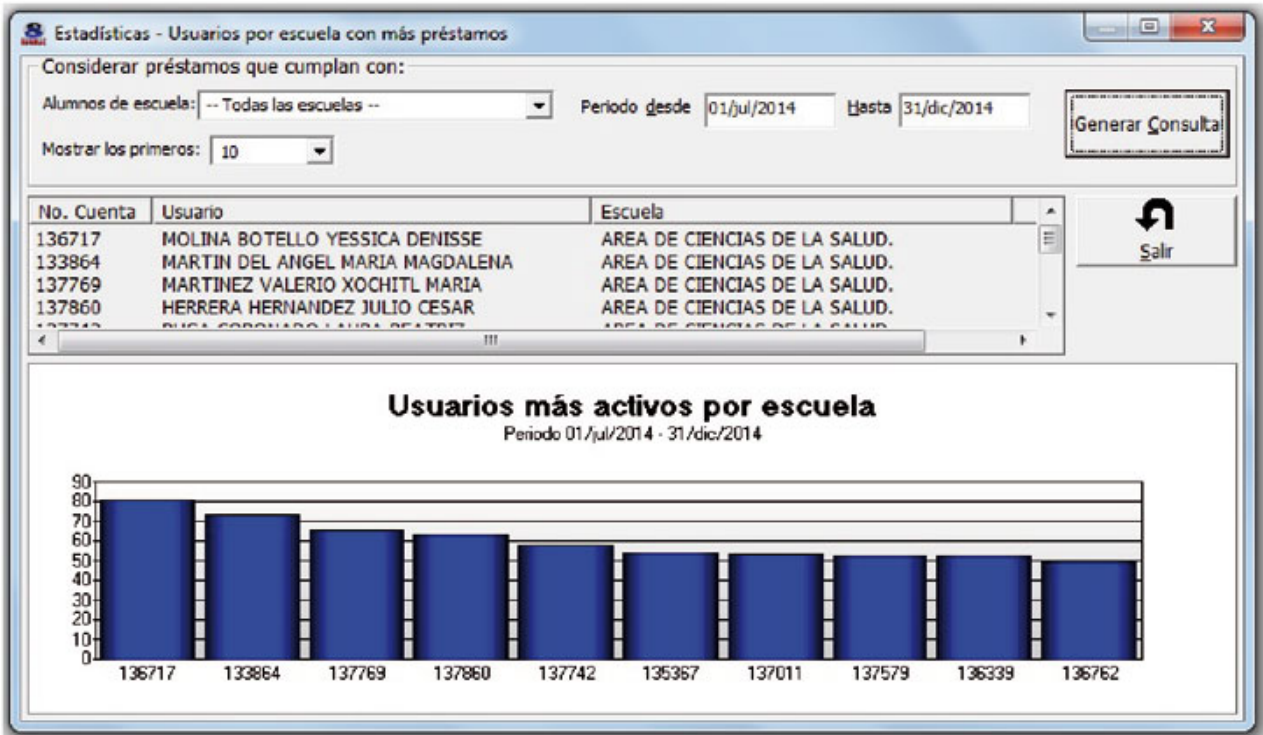 Estadísticas - Usuarios por escuela con más préstamos
Considerar préstamos que cumplan con:
Alumnos de escuela: -- Todas las escuelas -- Periodo desde 01/jul/2014 Hasta 31/dic/2014
Generar Consulta
Mostrar los primeros: 10
No. Cuenta Usuario Escuela
136717 MOLINA BOTELLO YESSICA DENISSE AREA DE CIENCIAS DE LA SALUD.
133864 MARTIN DEL ANGEL MARIA MAGDALENA AREA DE CIENCIAS DE LA SALUD.
137769 MARTINEZ VALERIO XOCHITL MARIA AREA DE CIENCIAS DE LA SALUD.
137860 HERRERA HERNANDEZ JULIO CESAR AREA DE CIENCIAS DE LA SALUD.
AREA DE CIENCIAS DE LA SALUD.
Salir
Usuarios más activos por escuela
Periodo 01/jul/2014 - 31/dic/2014
90
80
70
60
50
40
30
20
10
0
136717 133864 137769 137860 137742 135367 137011 137579 136339 136762